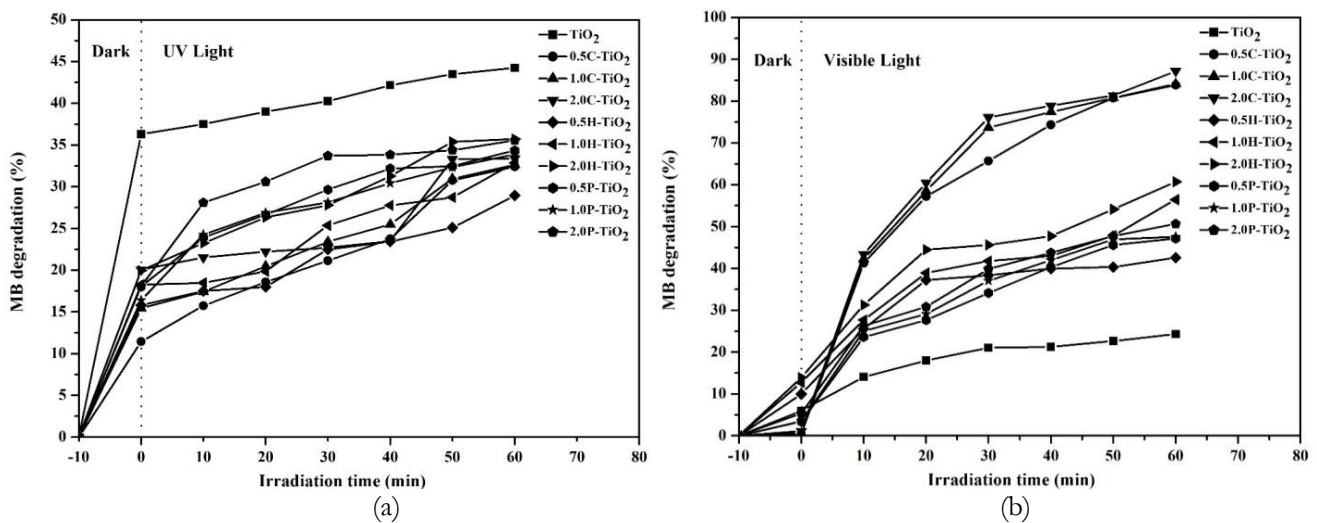 50
45
40
35
30
25
20
15
10
5
0
MB degradation (%)
Dark
UV Light
TiO₂
0.5C-TiO₂
1.0C-TiO₂
2.0C-TiO₂
0.5H-TiO₂
1.0H-TiO₂
2.0H-TiO₂
0.5P-TiO₂
1.0P-TiO₂
2.0P-TiO₂
-10 0 10 20 30 40 50 60 70 80
Irradiation time (min)
(a)
100
90
80
70
60
50
40
30
20
10
0
MB degradation (%)
Dark
Visible Light
TiO₂
0.5C-TiO₂
1.0C-TiO₂
2.0C-TiO₂
0.5H-TiO₂
1.0H-TiO₂
2.0H-TiO₂
0.5P-TiO₂
1.0P-TiO₂
2.0P-TiO₂
-10 0 10 20 30 40 50 60 70 80
Irradiation time (min)
(b)